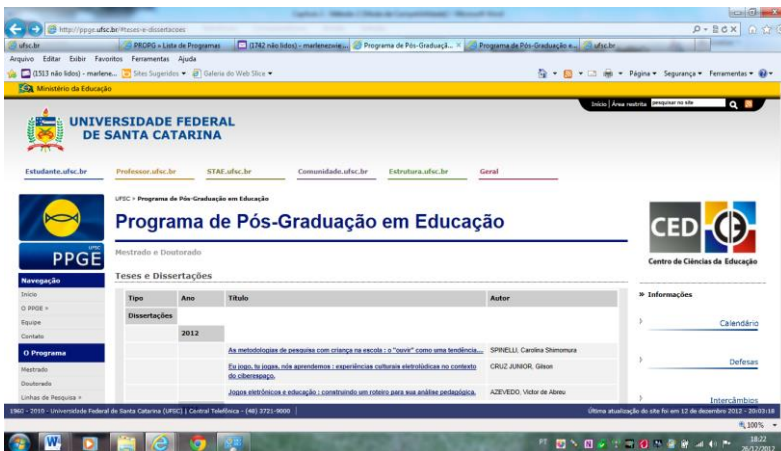 http://ppge.ufsc.br/#teses-e-dissertacoes
ufsc.br
PROPG » Lista de Programas
(1742 não lidos) - marlenezwie...
Programa de Pós-Graduaçã...
Programa de Pós-Graduação e...
ufsc.br
Arquivo Editar Exibir Favoritos Ferramentas Ajuda
(1513 não lidos) - marlene...
Sites Sugeridos
Galeria do Web Slice
Página Segurança Ferramentas
Ministério da Educação
Início | Área restrita pesquisar no site
UNIVERSIDADE FEDERAL
DE SANTA CATARINA
Estudante.ufsc.br Professor.ufsc.br STAE.ufsc.br Comunidade.ufsc.br Estrutura.ufsc.br Geral
UFSC » Programa de Pós-Graduação em Educação
Programa de Pós-Graduação em Educação
UFSC
PPGE
CED
Centro de Ciências da Educação
Mestrado e Doutorado
Teses e Dissertações
Navegação
Início
O PPGE »
Equipe
Contato
O Programa
Mestrado
Doutorado
Linhas de Pesquisa »
Tipo Ano Título Autor
Dissertações
2012
As metodologias de pesquisa com criança na escola : o "ouvir" como uma tendência... SPINELLI, Carolina Shimomura
Eu jogo, tu jogas, nós aprendemos : experiências culturais eletrolúdicas no contexto
do ciberespaço. CRUZ JUNIOR, Gilson
Jogos eletrônicos e educação : construindo um roteiro para sua análise pedagógica. AZEVEDO, Victor de Abreu
» Informações
Calendário
Defesas
Intercâmbios
1960 - 2010 - Universidade Federal de Santa Catarina (UFSC) | Central Telefônica - (48) 3721-9000 |
Última atualização do site foi em 12 de dezembro 2012 - 20:03:18
100%
PT
18:22
26/12/2012